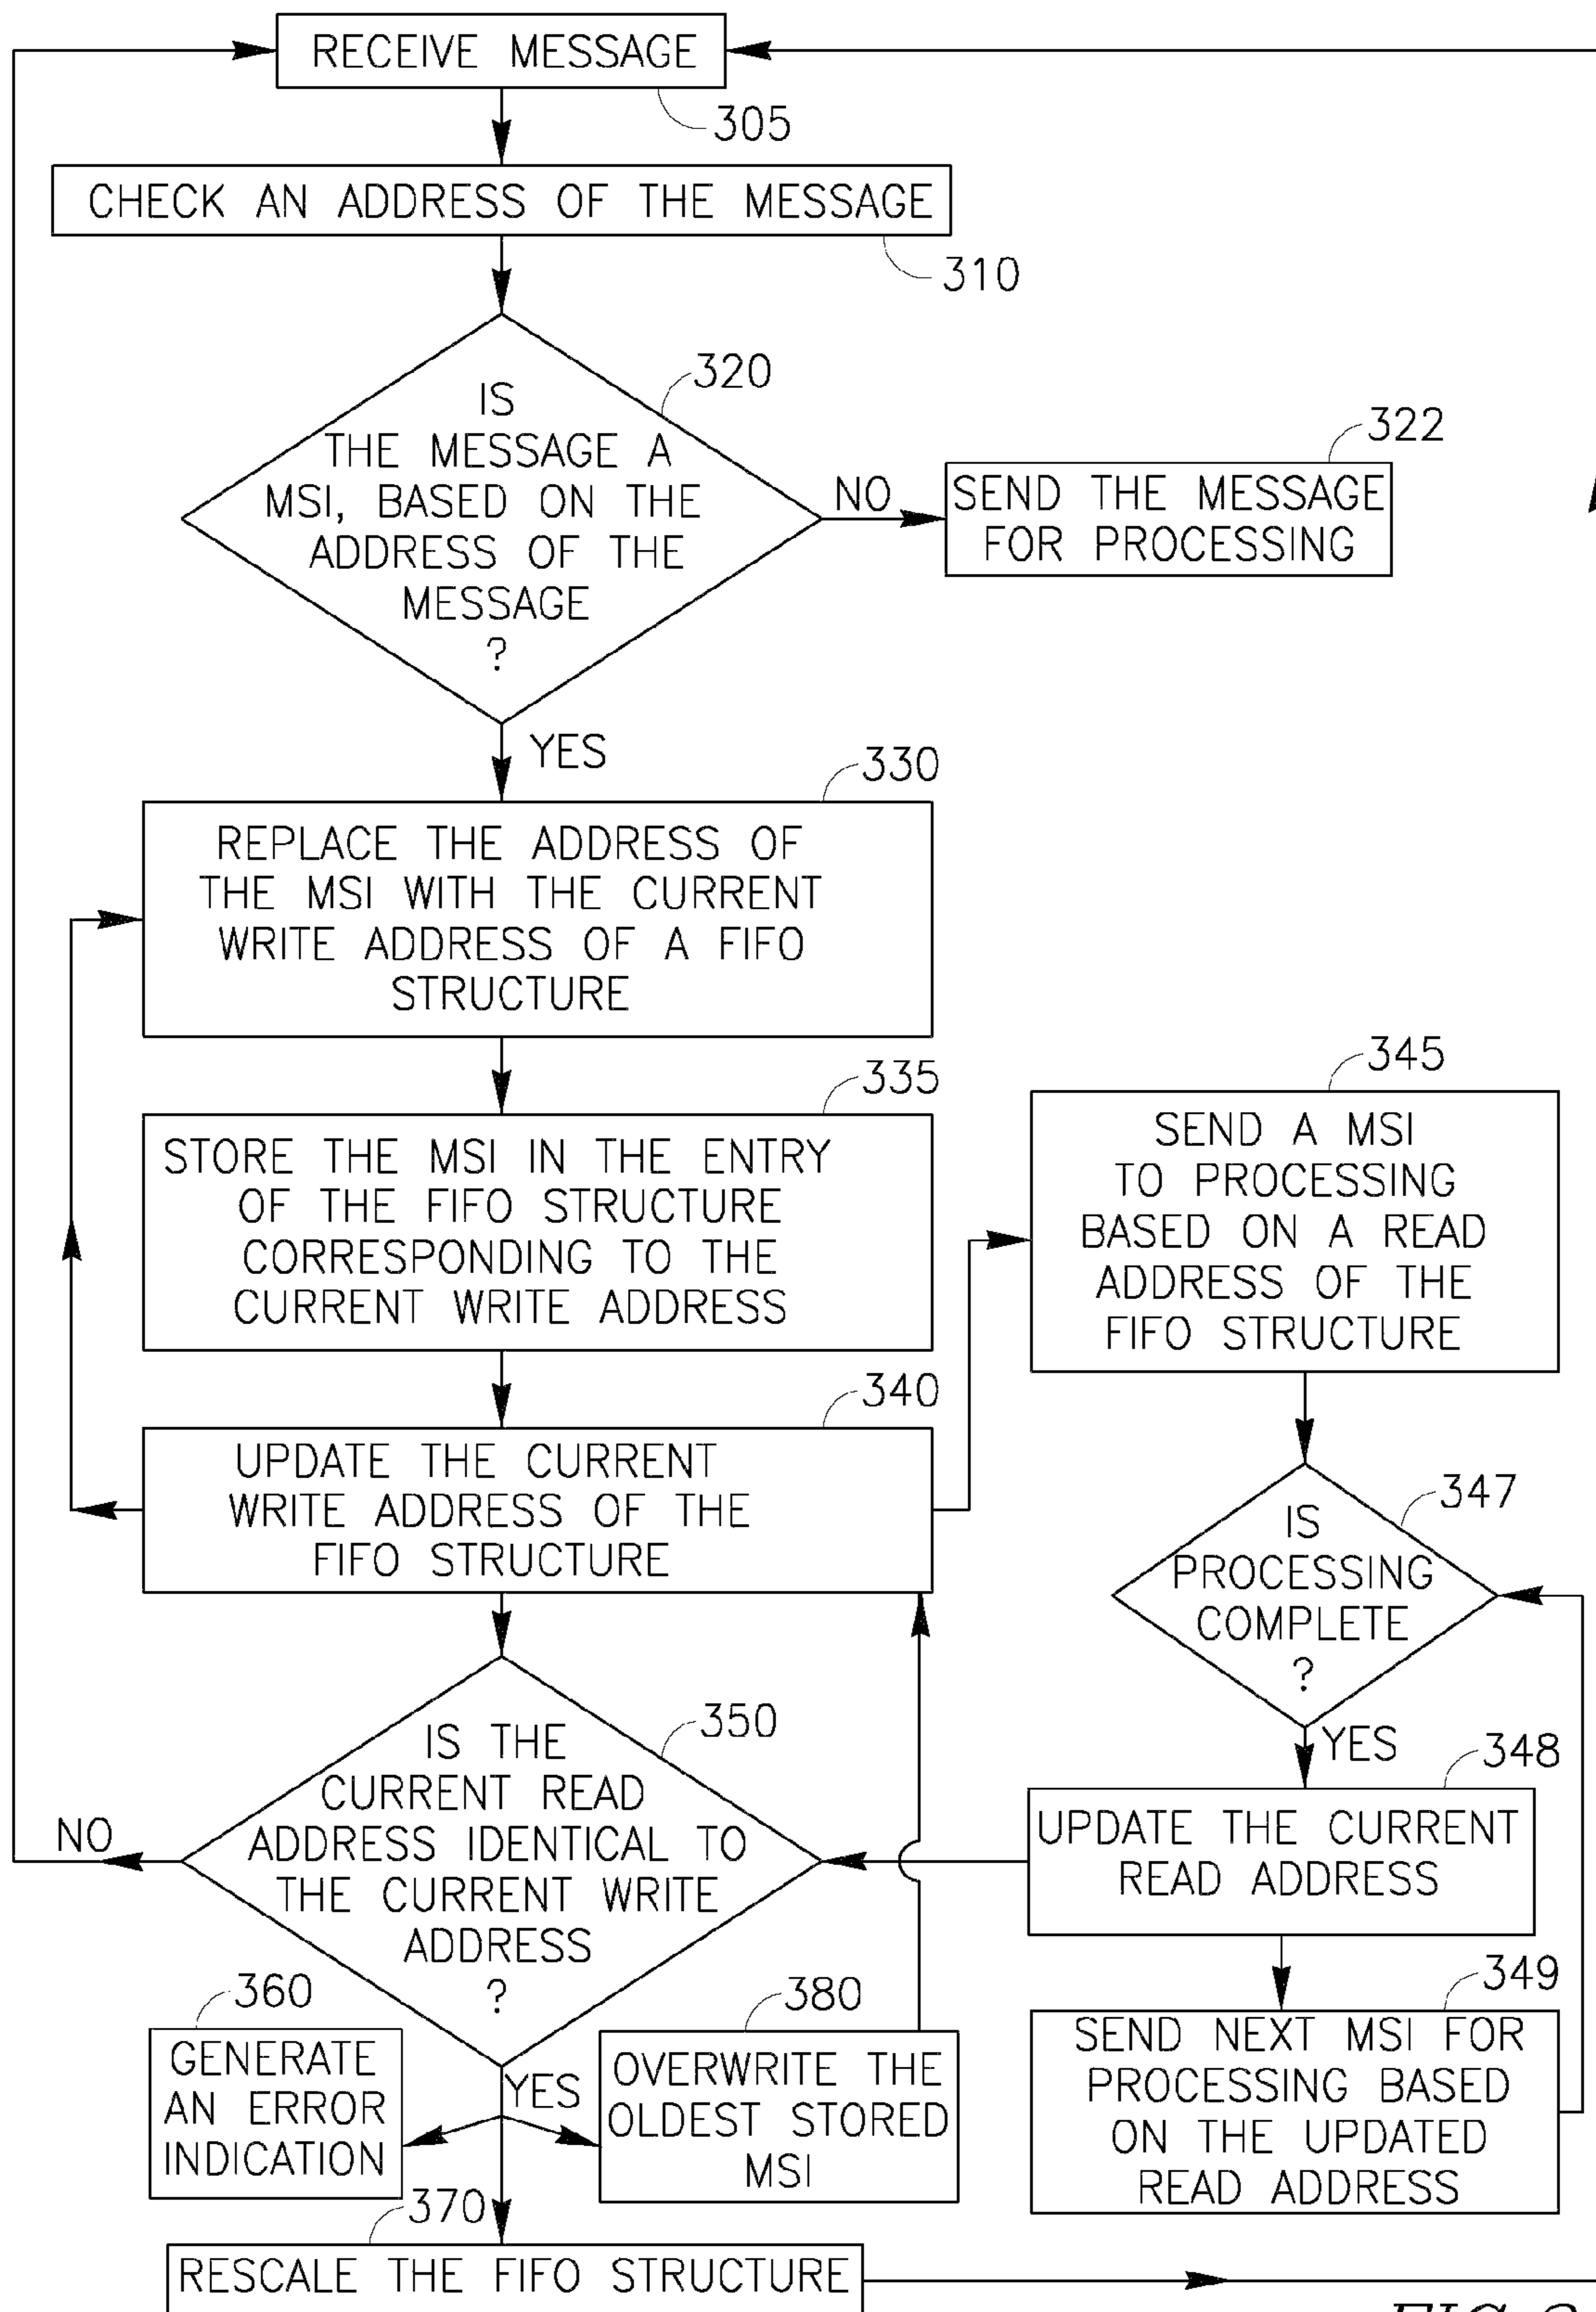 RECEIVE MESSAGE
305
CHECK AN ADDRESS OF THE MESSAGE
310
320
IS
THE MESSAGE A
MSI, BASED ON THE
ADDRESS OF THE
MESSAGE
?
NO
322
SEND THE MESSAGE
FOR PROCESSING
YES
330
REPLACE THE ADDRESS OF
THE MSI WITH THE CURRENT
WRITE ADDRESS OF A FIFO
STRUCTURE
335
STORE THE MSI IN THE ENTRY
OF THE FIFO STRUCTURE
CORRESPONDING TO THE
CURRENT WRITE ADDRESS
340
UPDATE THE CURRENT
WRITE ADDRESS OF THE
FIFO STRUCTURE
345
SEND A MSI
TO PROCESSING
BASED ON A READ
ADDRESS OF THE
FIFO STRUCTURE
347
IS
PROCESSING
COMPLETE
?
YES
348
UPDATE THE CURRENT
READ ADDRESS
349
SEND NEXT MSI FOR
PROCESSING BASED
ON THE UPDATED
READ ADDRESS
350
IS THE
CURRENT READ
ADDRESS IDENTICAL TO
THE CURRENT WRITE
ADDRESS
?
NO
YES
360
GENERATE
AN ERROR
INDICATION
380
OVERWRITE THE
OLDEST STORED
MSI
370
RESCALE THE FIFO STRUCTURE